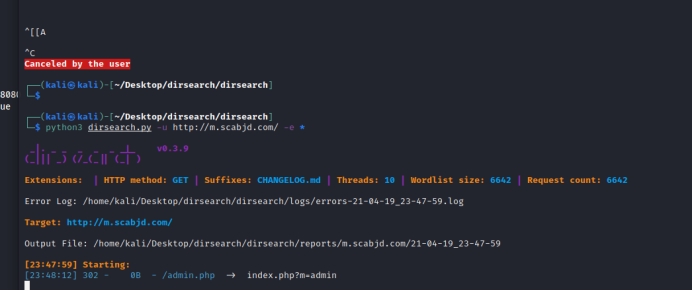 ^[[A
^C
Canceled by the user
8080
ue
┌──(kali㉿kali)-[~/Desktop/dirsearch/dirsearch]
└─$
┌──(kali㉿kali)-[~/Desktop/dirsearch/dirsearch]
└─$ python3 dirsearch.py -u http://m.scabjd.com/ -e *
v0.3.9
Extensions: | HTTP method: GET | Suffixes: CHANGELOG.md | Threads: 10 | Wordlist size: 6642 | Request count: 6642
Error Log: /home/kali/Desktop/dirsearch/dirsearch/logs/errors-21-04-19_23-47-59.log
Target: http://m.scabjd.com/
Output File: /home/kali/Desktop/dirsearch/dirsearch/reports/m.scabjd.com/21-04-19_23-47-59
[23:47:59] Starting:
[23:48:12] 302 - 0B - /admin.php -> index.php?m=admin